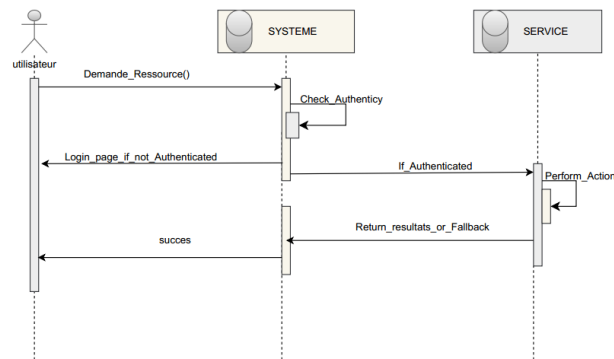 SYSTEME
SERVICE
utilisateur
Demande_Ressource()
Check_Authenticy
Login_page_if_not_Authenticated
If_Authenticated
Perform_Action
Return_resultats_or_Fallback
succes